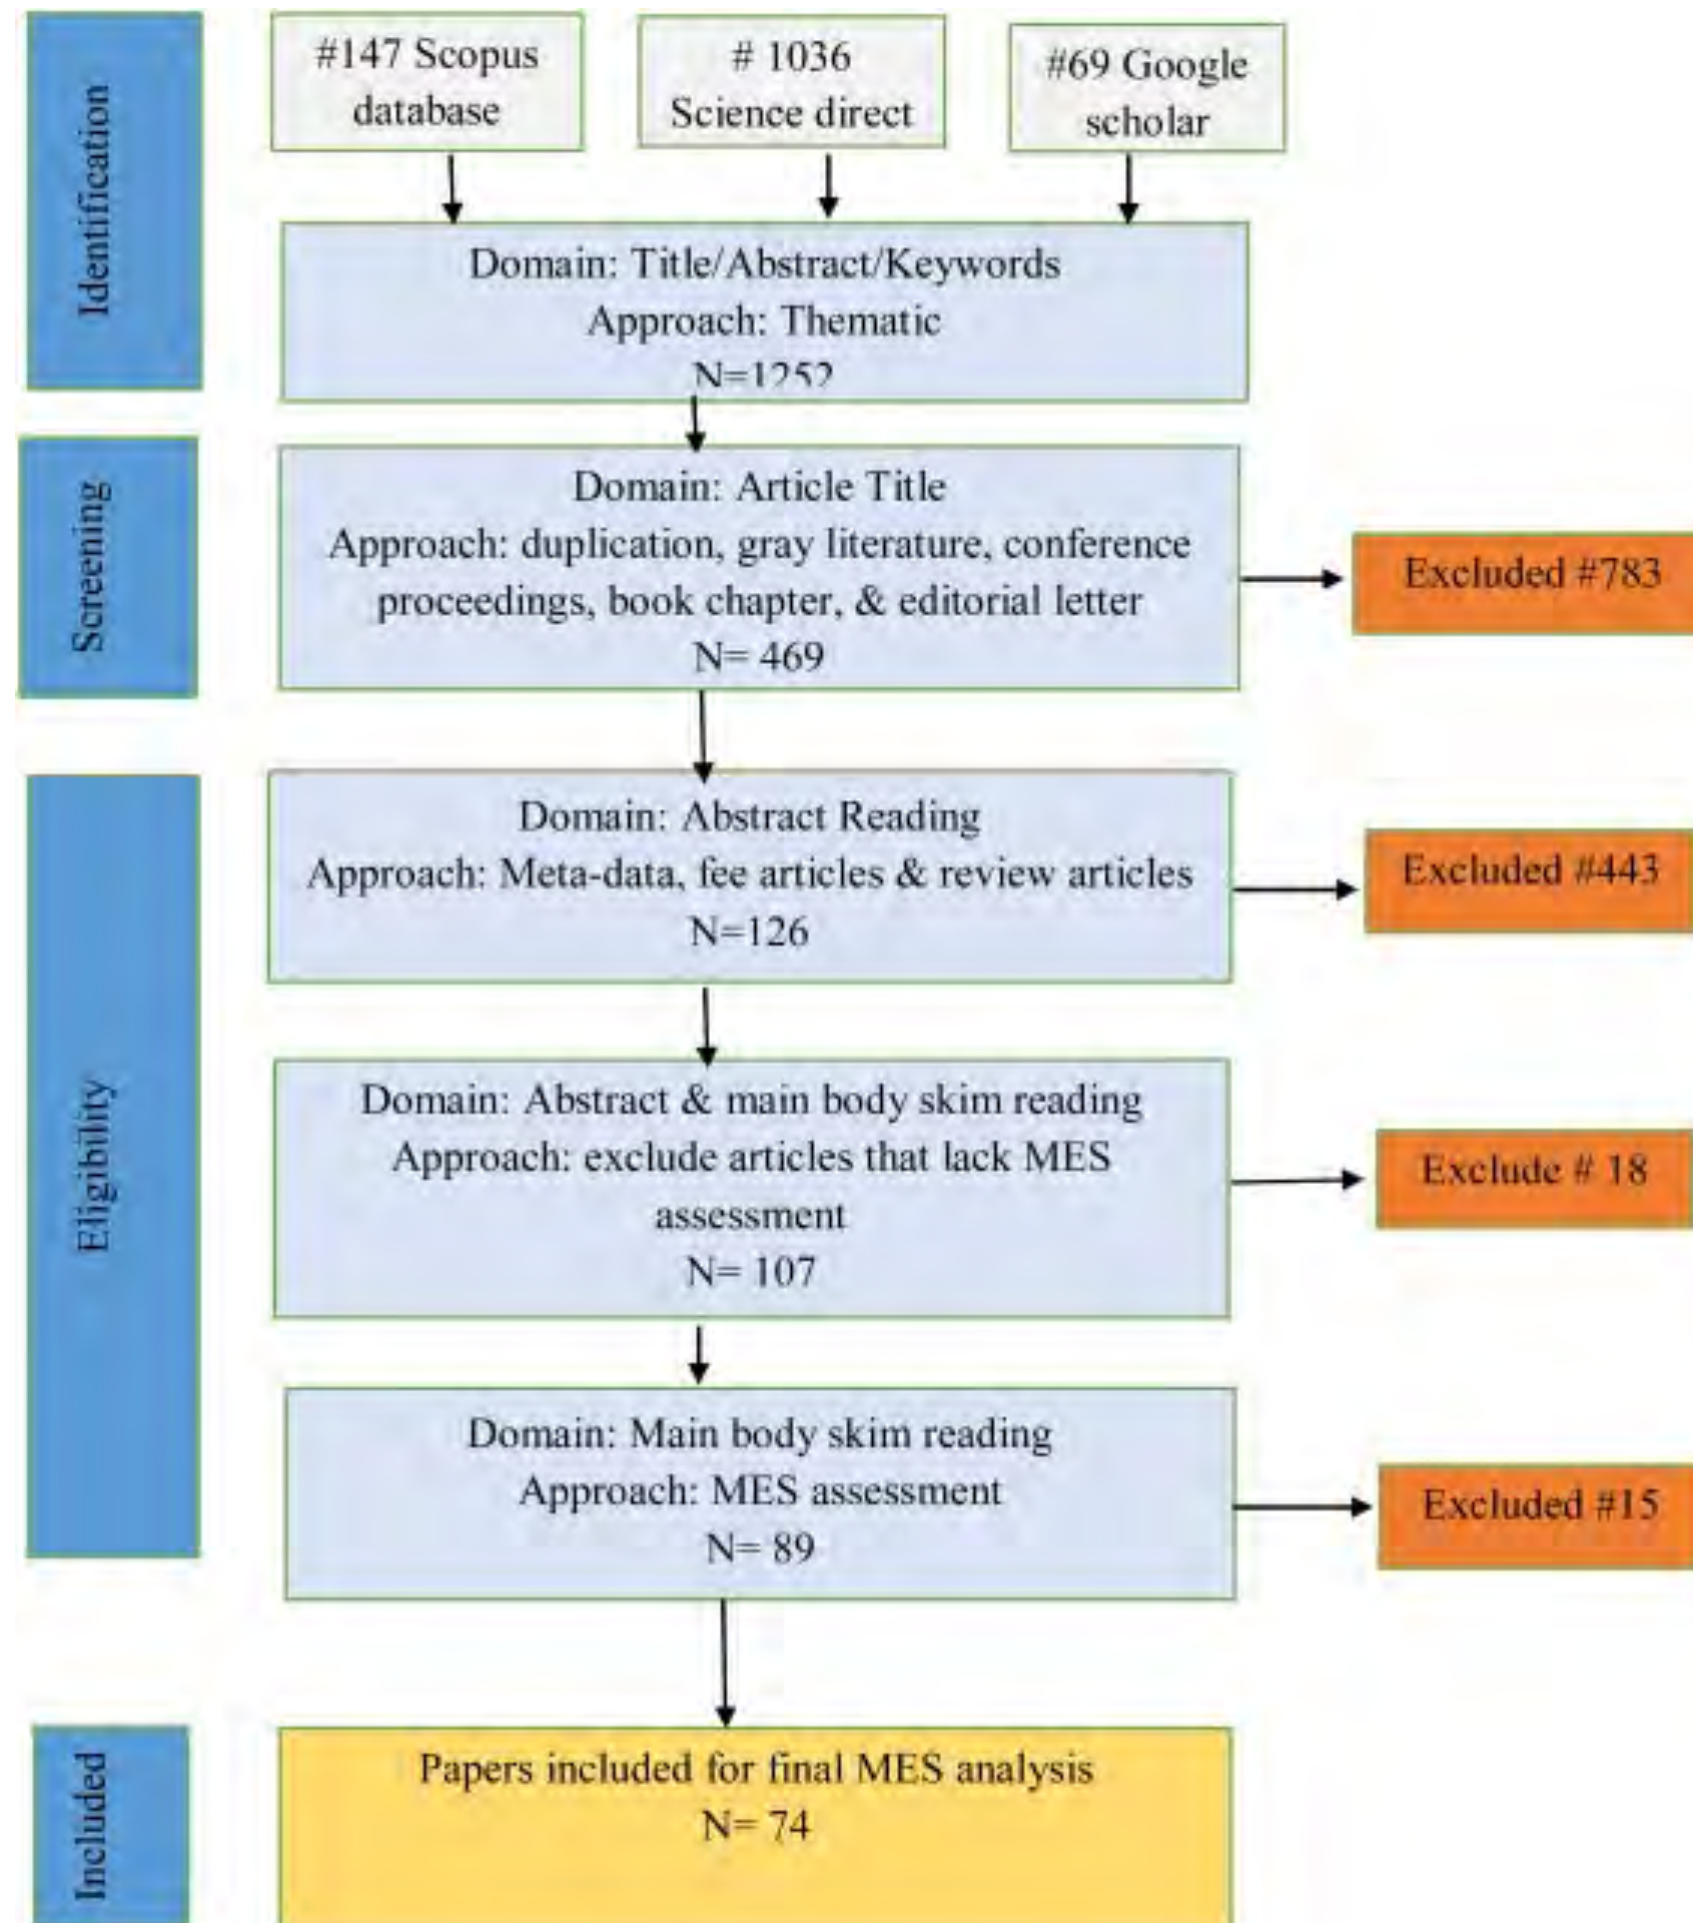 Identification
#147 Scopus
database
# 1036
Science direct
#69 Google
scholar
Domain: Title/Abstract/Keywords
Approach: Thematic
N=1252
Screening
Domain: Article Title
Approach: duplication, gray literature, conference
proceedings, book chapter, & editorial letter
N= 469
Excluded #783
Eligibility
Domain: Abstract Reading
Approach: Meta-data, fee articles & review articles
N=126
Excluded #443
Domain: Abstract & main body skim reading
Approach: exclude articles that lack MES
assessment
N= 107
Exclude # 18
Domain: Main body skim reading
Approach: MES assessment
N= 89
Excluded #15
Included
Papers included for final MES analysis
N= 74